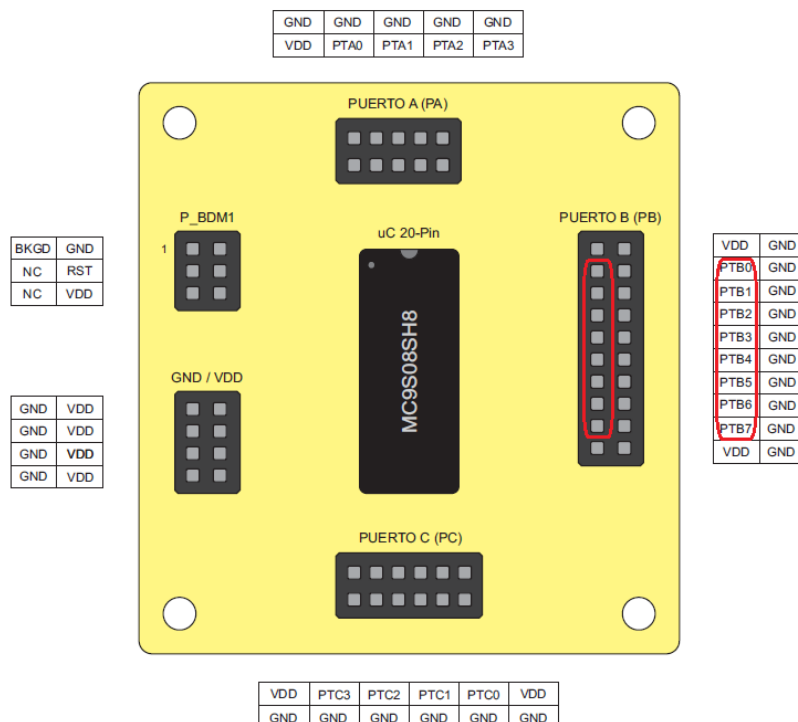 GND GND GND GND GND
VDD PTA0 PTA1 PTA2 PTA3
PUERTO A (PA)
P_BDM1
1
uC 20-Pin
PUERTO B (PB)
BKGD GND
NC RST
NC VDD
MC9S08SH8
VDD GND
PTB0 GND
PTB1 GND
PTB2 GND
PTB3 GND
PTB4 GND
PTB5 GND
PTB6 GND
PTB7 GND
VDD GND
GND / VDD
GND VDD
GND VDD
GND VDD
GND VDD
PUERTO C (PC)
VDD PTC3 PTC2 PTC1 PTC0 VDD
GND GND GND GND GND GND